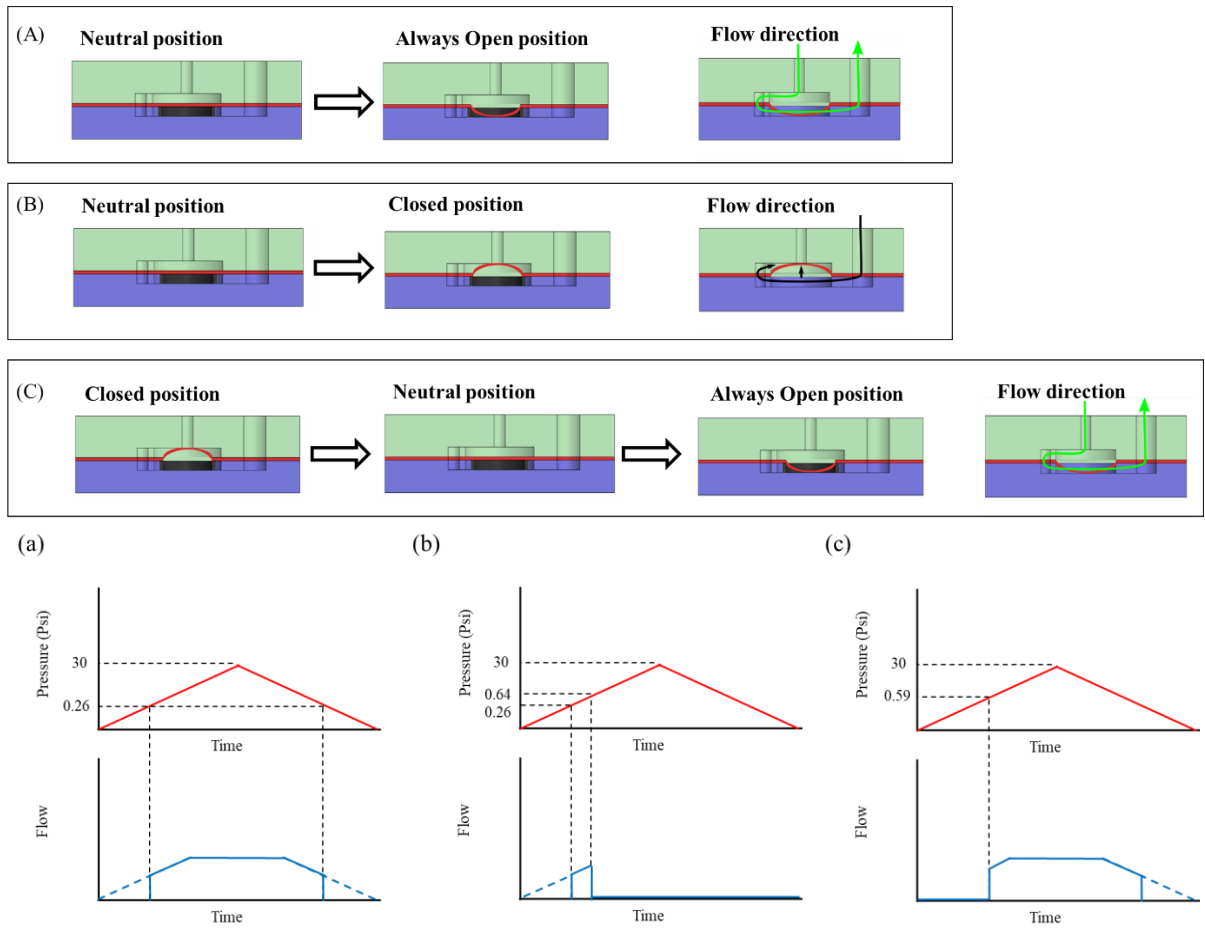 (A)
Neutral position
Always Open position
Flow direction
(B)
Neutral position
Closed position
Flow direction
(C)
Closed position
Neutral position
Always Open position
Flow direction
(a)
Pressure (Psi)
30
0.26
Time
Flow
Time
(b)
Pressure (Psi)
30
0.64
0.26
Time
Flow
Time
(c)
Pressure (Psi)
30
0.59
Time
Flow
Time